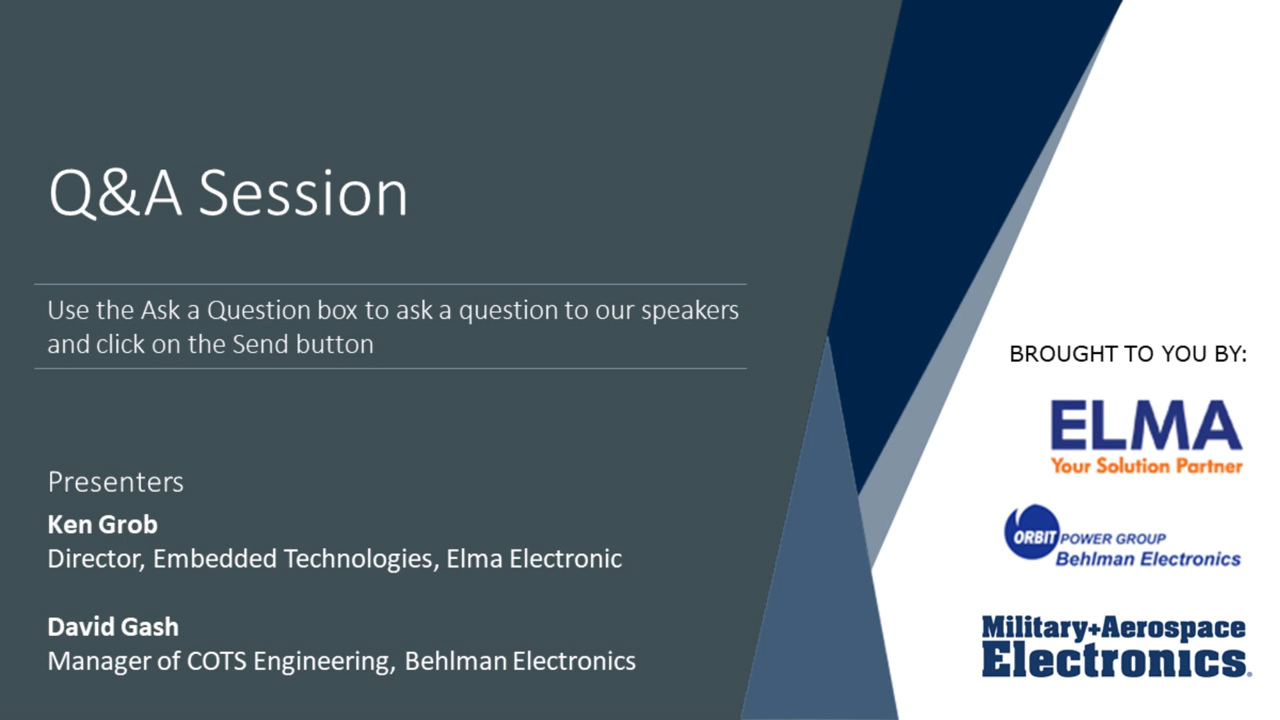 Q&A Session
Use the Ask a Question box to ask a question to our speakers
and click on the Send button
Presenters
Ken Grob
Director, Embedded Technologies, Elma Electronic
David Gash
Manager of COTS Engineering, Behlman Electronics
BROUGHT TO YOU BY:
ELMA
Your Solution Partner
ORBIT POWER GROUP
Behlman Electronics
Military+Aerospace
Electronics.